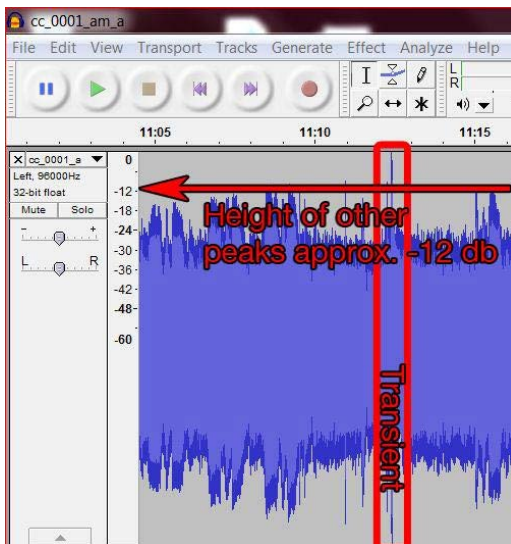 cc_0001_am_a
File Edit View Transport Tracks Generate Effect Analyze Help
L
R
11:05 11:10 11:15
X cc_0001_a
Left, 96000Hz
32-bit float
Mute Solo
- +
L R
0
-12
-18
-24
-30
-36
-42
-48
-60
Height of other
peaks approx. -12 db
Transient